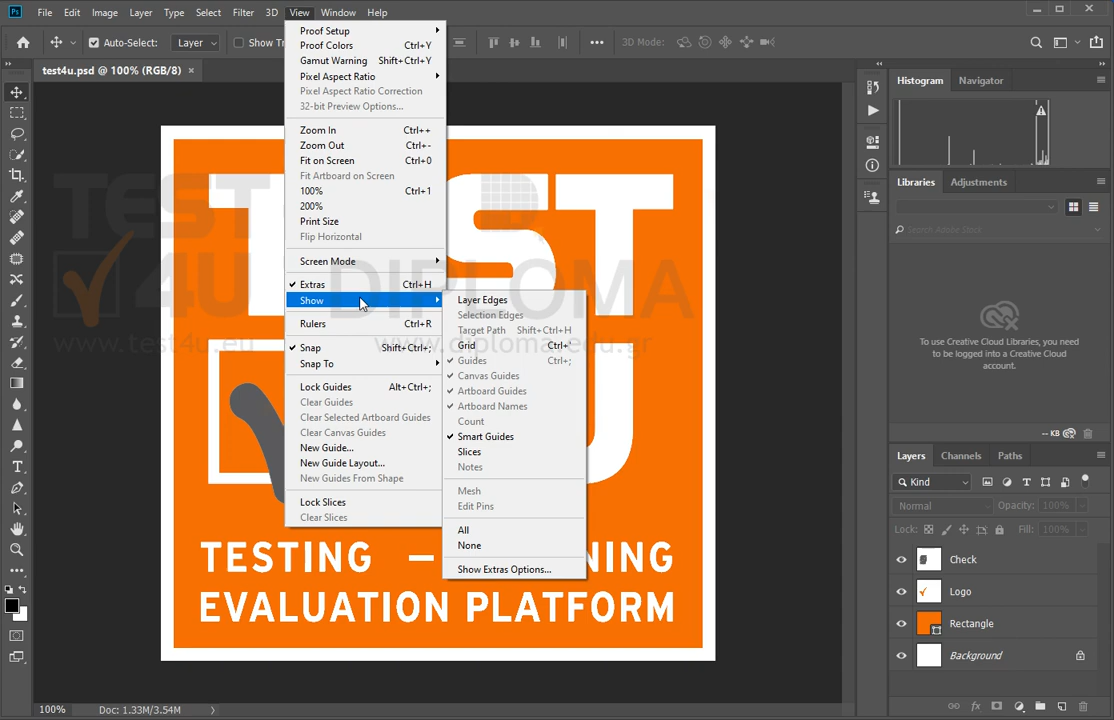 File Edit Image Layer Type Select Filter 3D View Window Help
Auto-Select: Layer Show Tr 3D Mode:
test4u.psd @ 100% (RGB/8) ×
Proof Setup
Proof Colors Ctrl+Y
Gamut Warning Shift+Ctrl+Y
Pixel Aspect Ratio
Pixel Aspect Ratio Correction
32-bit Preview Options...
Zoom In Ctrl++
Zoom Out Ctrl+-
Fit on Screen Ctrl+0
Fit Artboard on Screen
100% Ctrl+1
200%
Print Size
Flip Horizontal
Screen Mode
Extras Ctrl+H
Show
Rulers Ctrl+R
Snap Shift+Ctrl+;
Snap To
Lock Guides Alt+Ctrl+;
Clear Guides
Clear Selected Artboard Guides
Clear Canvas Guides
New Guide...
New Guide Layout...
New Guides From Shape
Lock Slices
Clear Slices
Layer Edges
Selection Edges
Target Path Shift+Ctrl+H
Grid Ctrl+'
Guides Ctrl+;
Canvas Guides
Artboard Guides
Artboard Names
Count
Smart Guides
Slices
Notes
Mesh
Edit Pins
All
None
Show Extras Options...
TEST
4U
www.test4u.eu
DIPLOMA
www.diplomaredu.gr
TESTING —
NING
EVALUATION PLATFORM
Histogram Navigator
Libraries Adjustments
Search Adobe Stock
To use Creative Cloud Libraries, you need to be logged into a Creative Cloud
account.
-- KB
Layers Channels Paths
Kind
Normal Opacity: 100%
Lock: Fill: 100%
Check
Logo
Rectangle
Background
100% Doc: 1.33M/3.54M